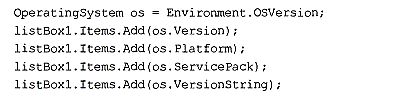 OperatingSystem os = Environment.OSVersion;
listBox1.Items.Add(os.Version);
listBox1.Items.Add(os.Platform);
listBox1.Items.Add(os.ServicePack);
listBox1.Items.Add(os.VersionString);